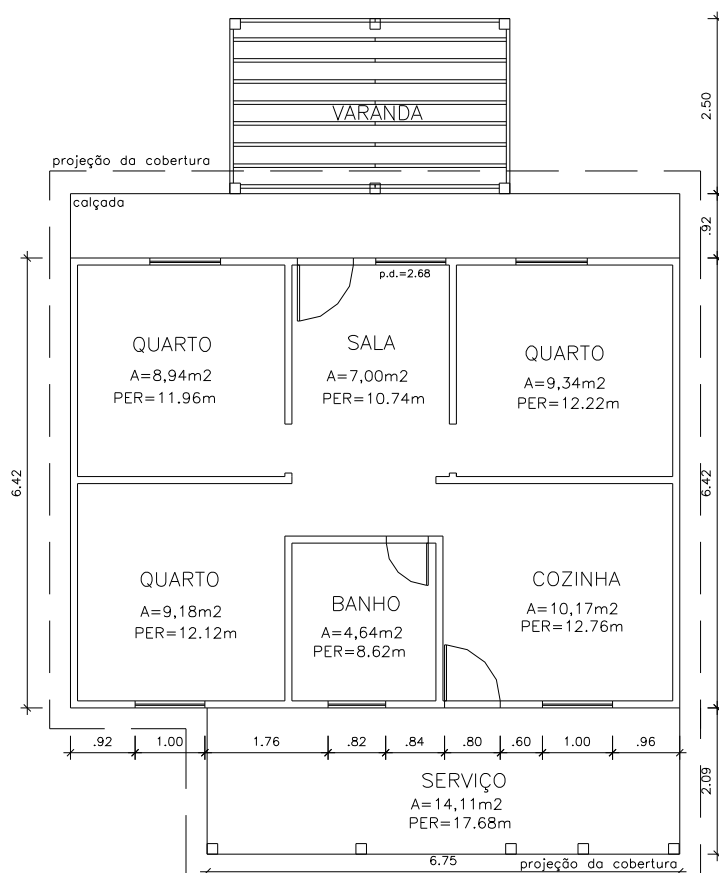 2.50
VARANDA
projeção da cobertura
calçada
.92
p.d.=2.68
QUARTO
A=8,94m2
PER=11.96m
SALA
A=7,00m2
PER=10.74m
QUARTO
A=9,34m2
PER=12.22m
6.42
6.42
QUARTO
A=9,18m2
PER=12.12m
BANHO
A=4,64m2
PER=8.62m
COZINHA
A=10,17m2
PER=12.76m
.92
1.00
1.76
.82
.84
.80
.60
1.00
.96
2.09
SERVIÇO
A=14,11m2
PER=17.68m
6.75
projeção da cobertura